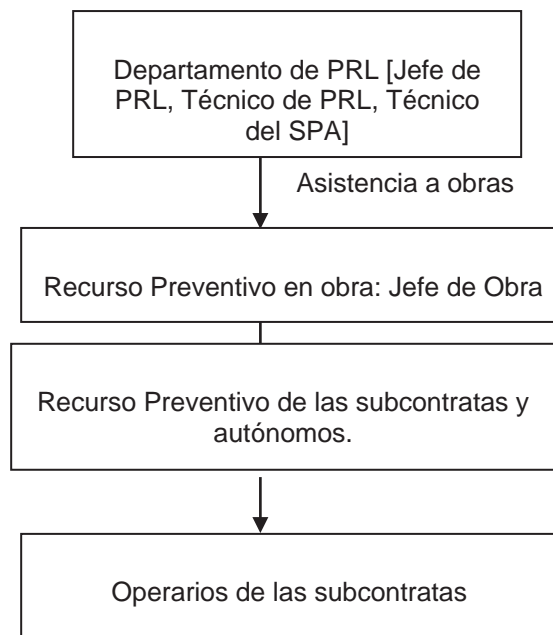 Departamento de PRL [Jefe de
PRL, Técnico de PRL, Técnico
del SPA]
Asistencia a obras
Recurso Preventivo en obra: Jefe de Obra
Recurso Preventivo de las subcontratas y
autónomos.
Operarios de las subcontratas